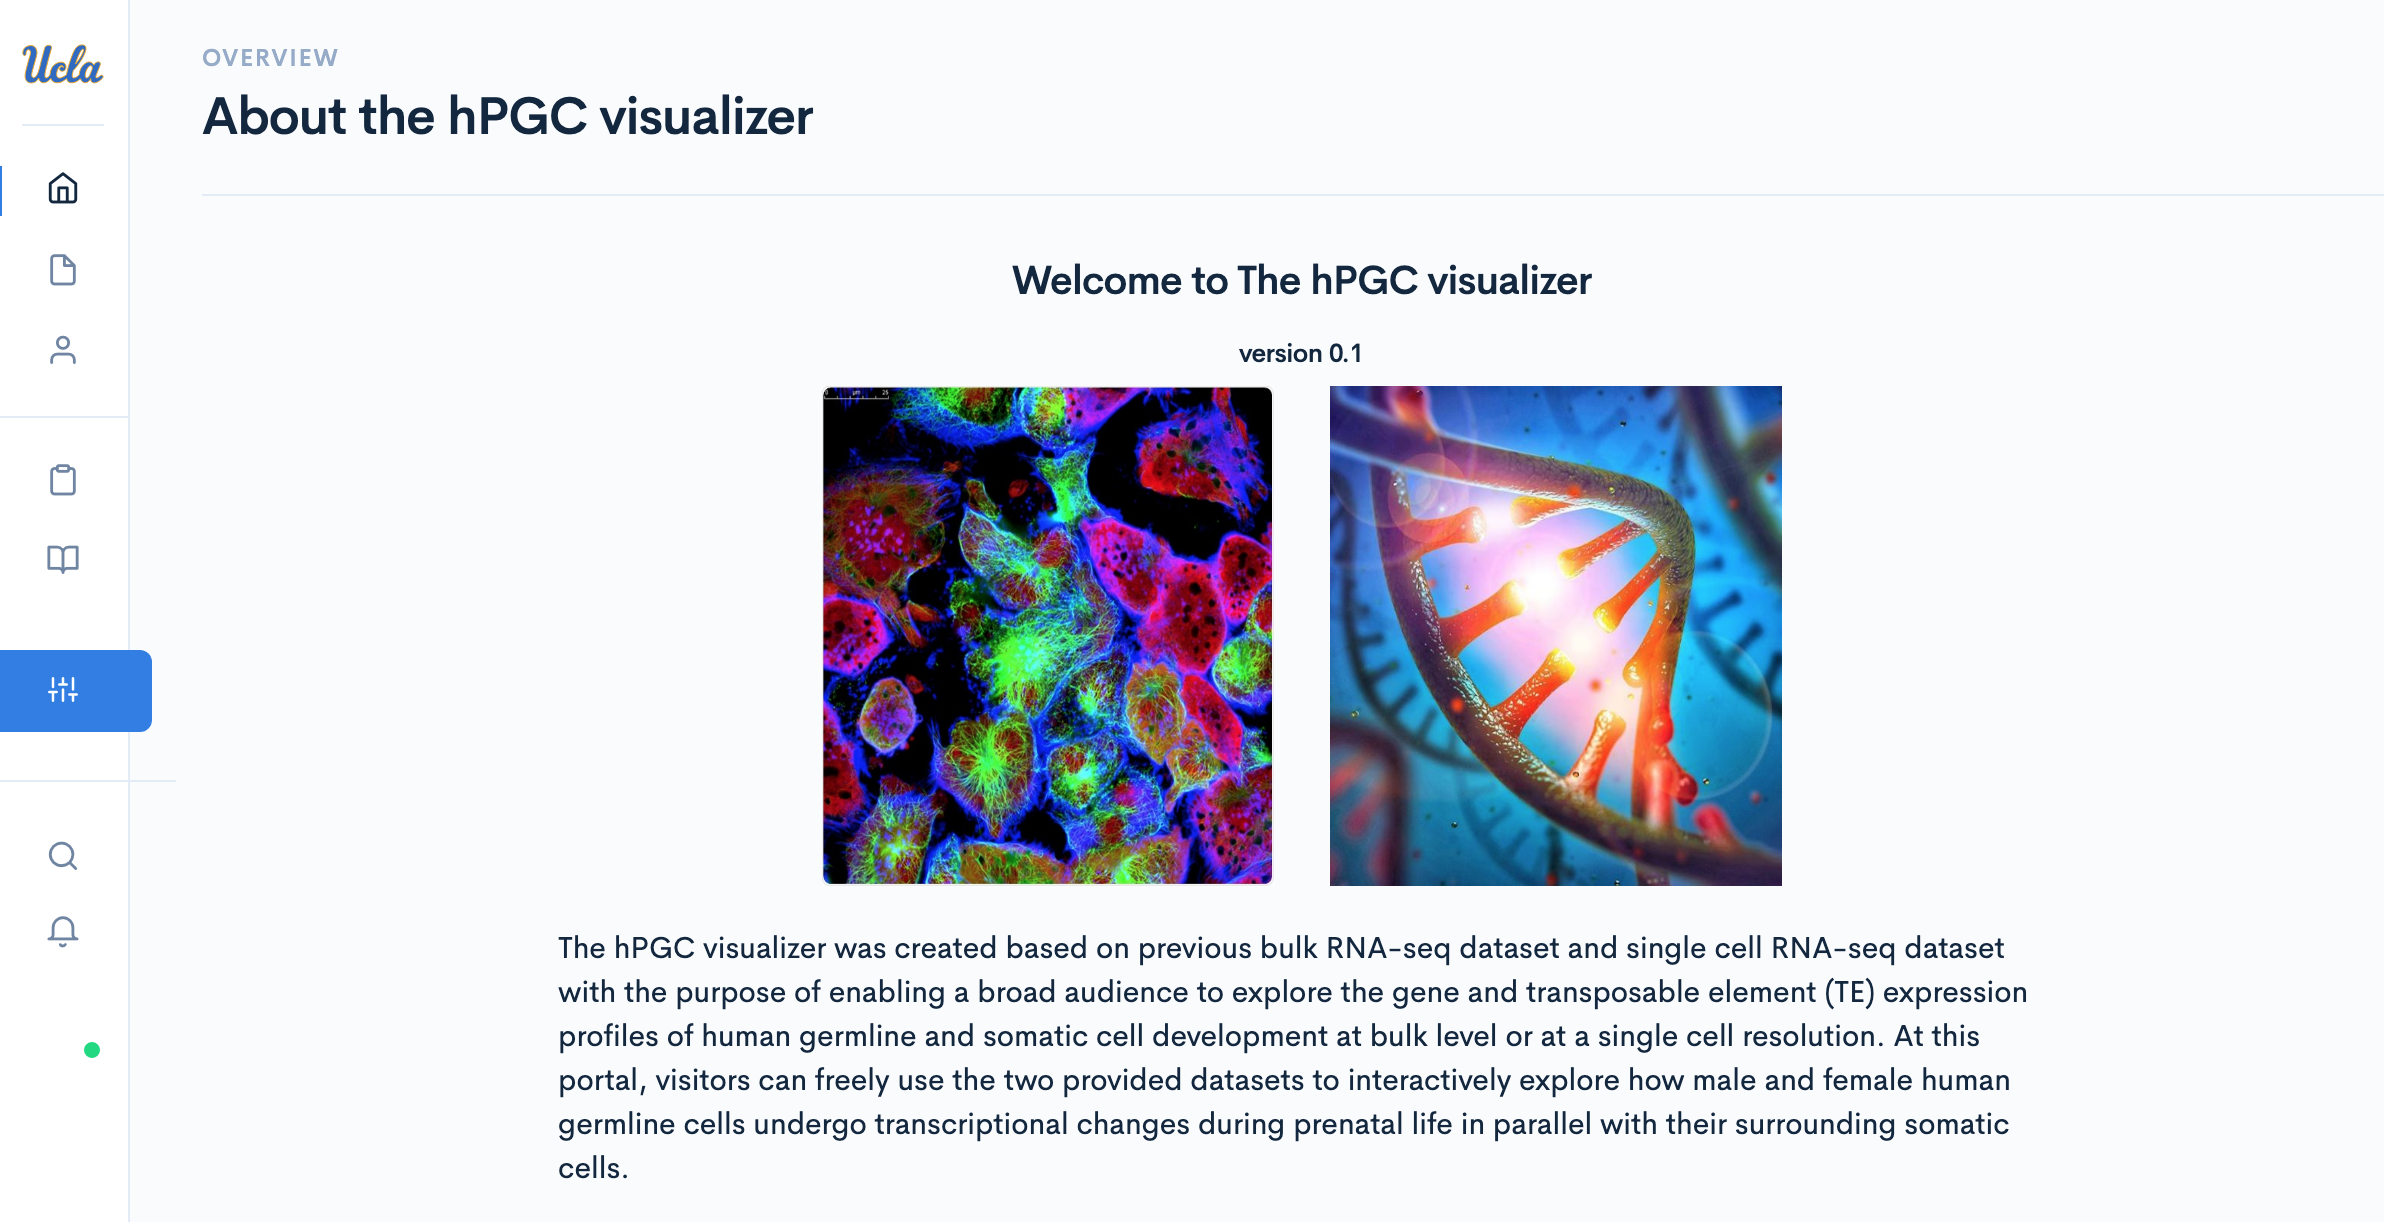 Ucla
OVERVIEW
About the hPGC visualizer
Welcome to The hPGC visualizer
version 0.1
0 µm 25
The hPGC visualizer was created based on previous bulk RNA-seq dataset and single cell RNA-seq dataset
with the purpose of enabling a broad audience to explore the gene and transposable element (TE) expression
profiles of human germline and somatic cell development at bulk level or at a single cell resolution. At this
portal, visitors can freely use the two provided datasets to interactively explore how male and female human
germline cells undergo transcriptional changes during prenatal life in parallel with their surrounding somatic
cells.